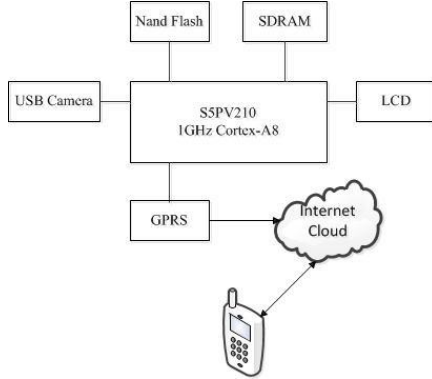 Nand Flash
SDRAM
USB Camera
S5PV210
1GHz Cortex-A8
LCD
GPRS
Internet
Cloud